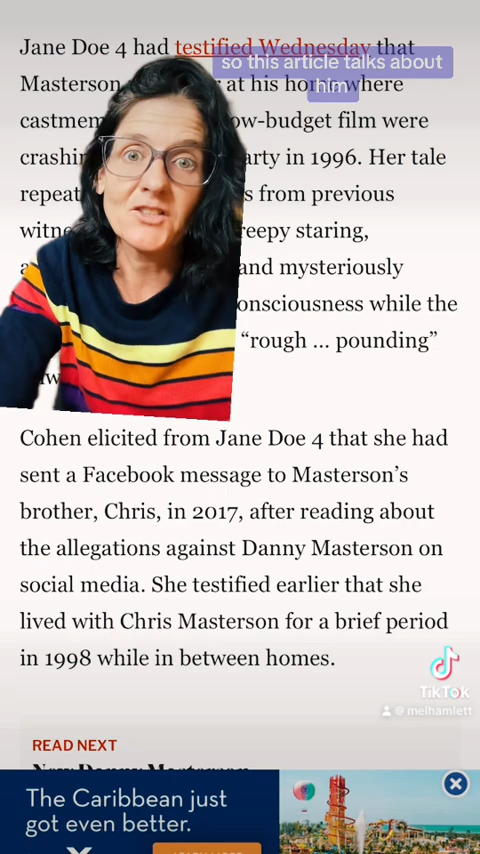 Jane Doe 4 had testified Wednesday that
so this article talks about
him
Masterson at his home where
castmem ow-budget film were
crashin arty in 1996. Her tale
repeat s from previous
witne reepy staring,
and mysteriously
onsciousness while the
“rough ... pounding”
Cohen elicited from Jane Doe 4 that she had
sent a Facebook message to Masterson’s
brother, Chris, in 2017, after reading about
the allegations against Danny Masterson on
social media. She testified earlier that she
lived with Chris Masterson for a brief period
in 1998 while in between homes.
TikTok
@melhamlett
READ NEXT
The Caribbean just
got even better.